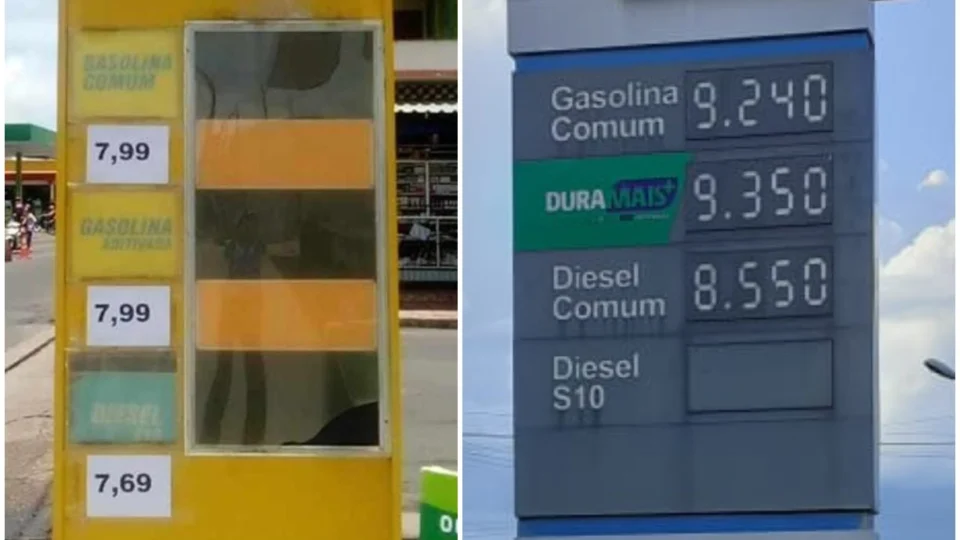 GASOLINA
COMUM
7,99
GASOLINA
ADITIVADA
7,99
DIESEL
7,69
Gasolina
Comum
9.240
DURAMAIS+
9.350
Diesel
Comum
8.550
Diesel
S10